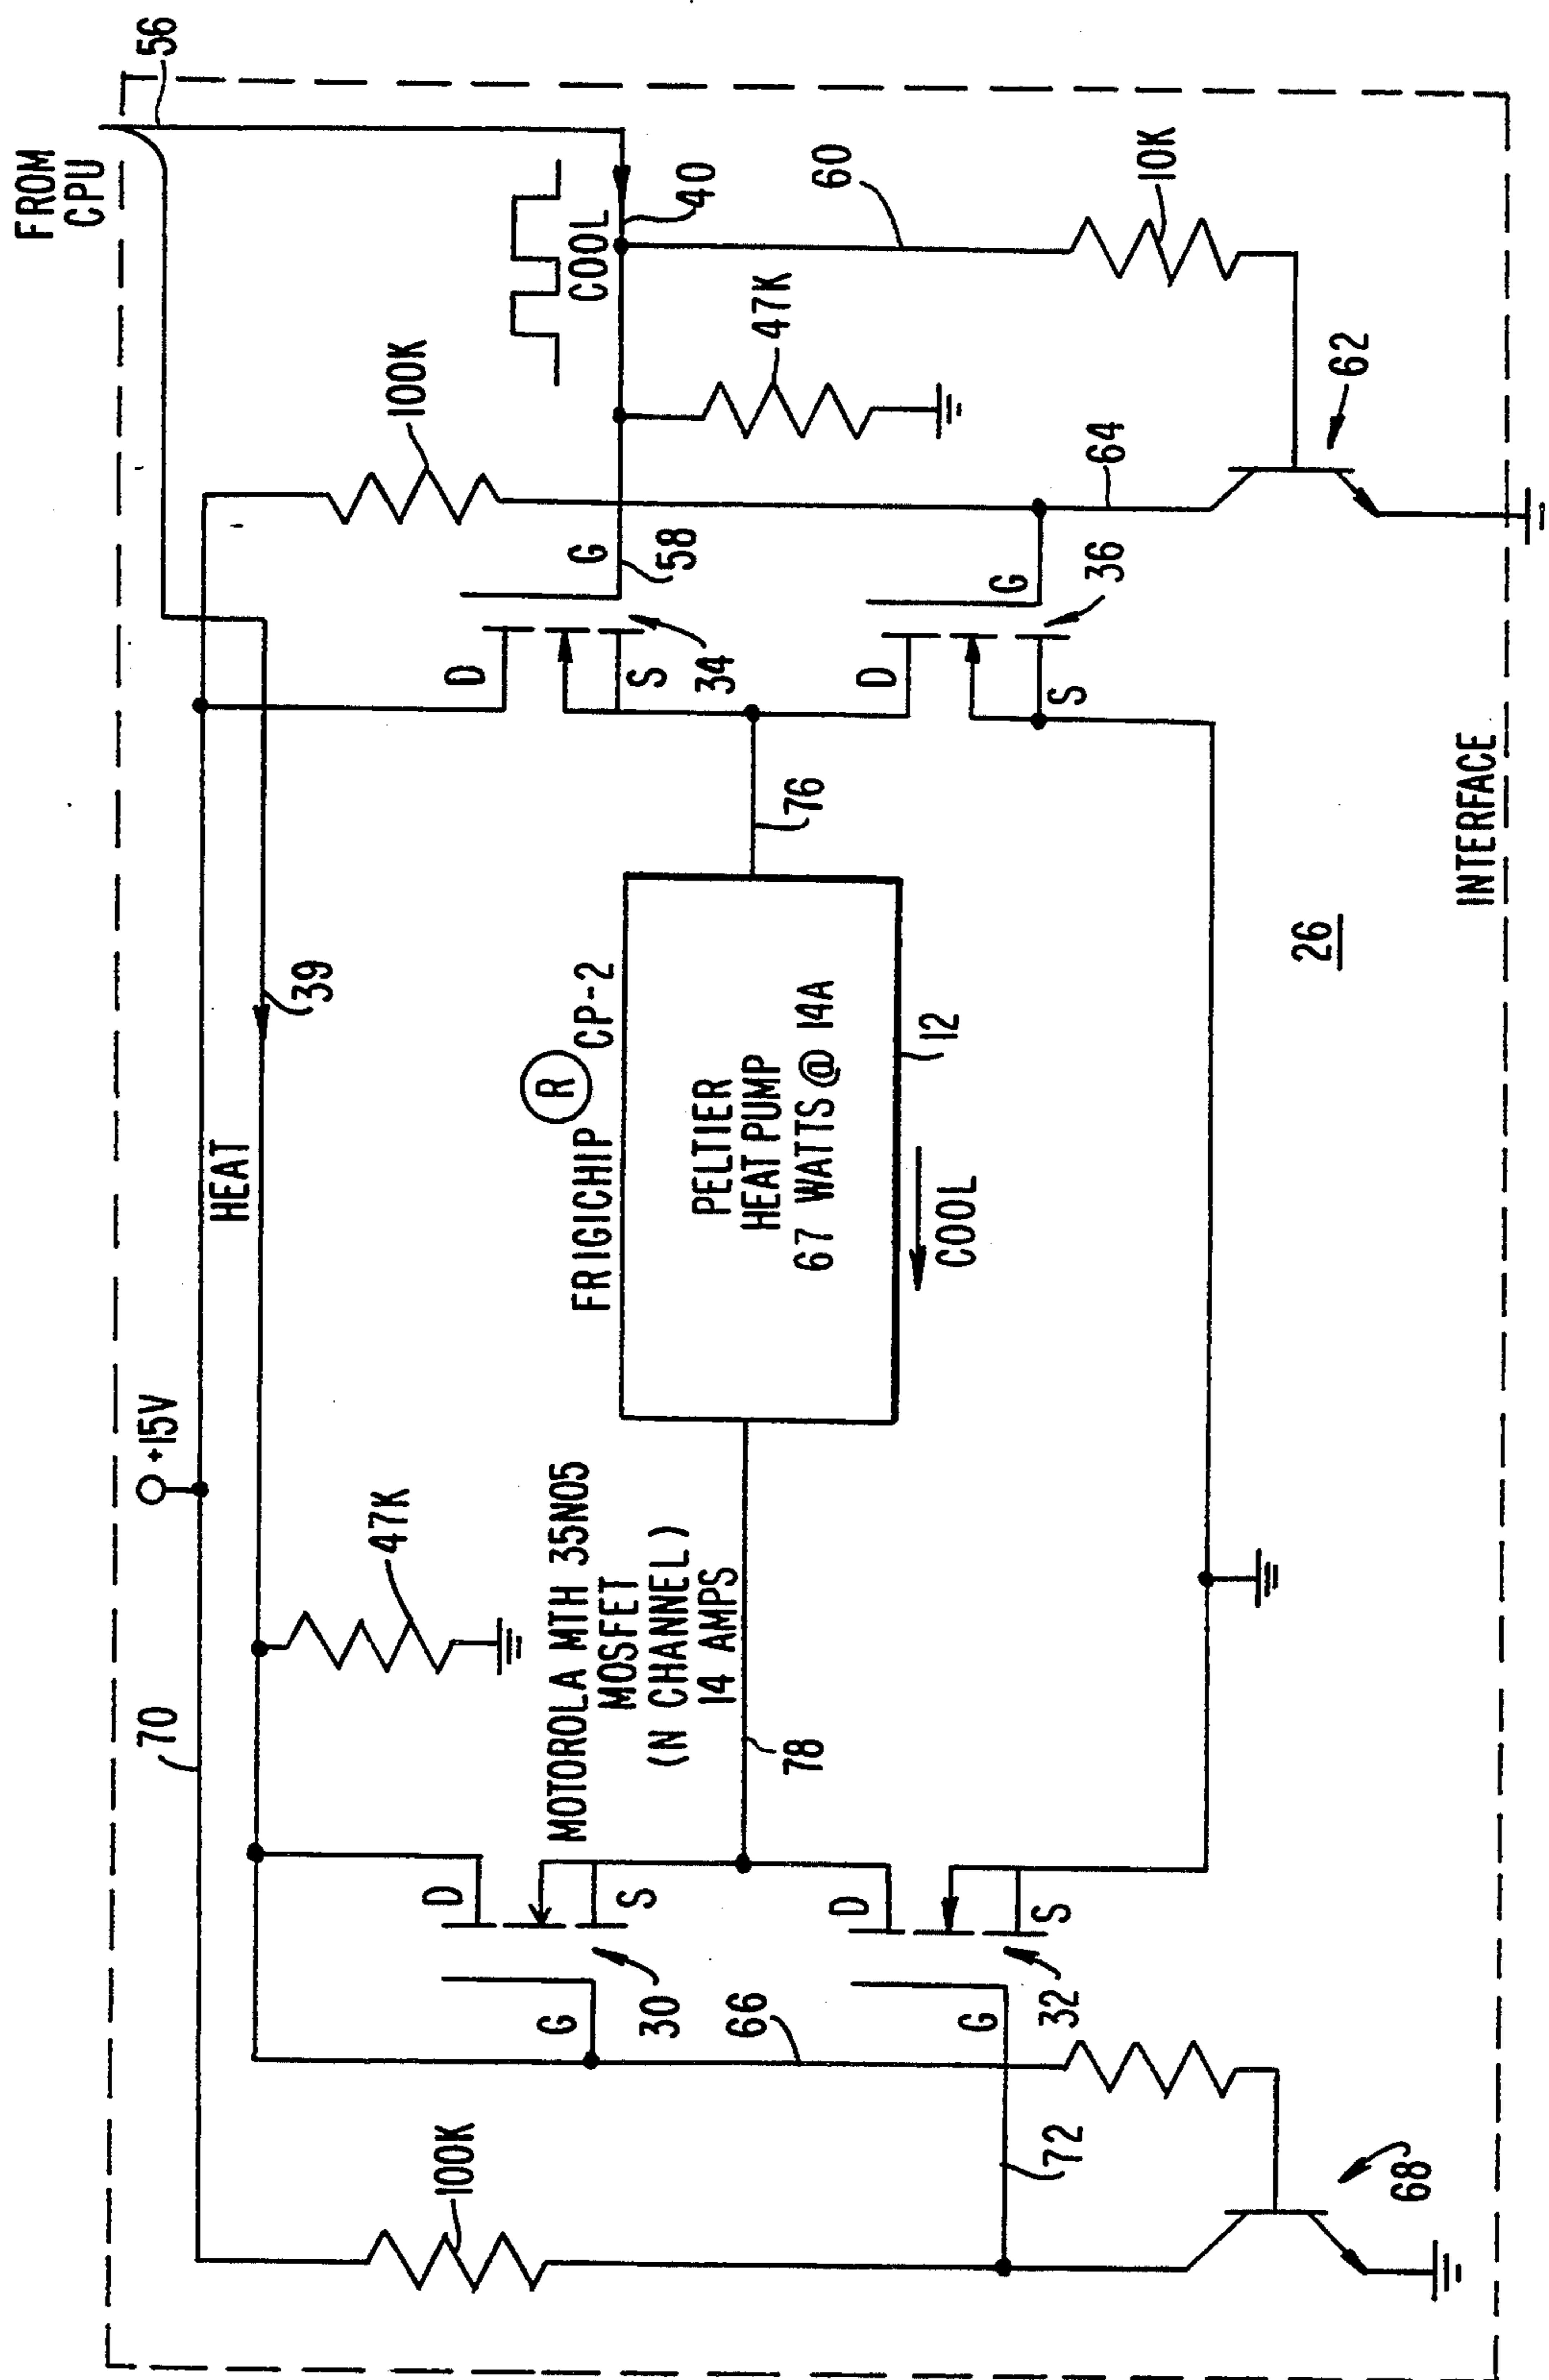 FROM
CPU
56
+15V
70
HEAT
39
100K
COOL
40
60
10K
47K
47K
100K
G
58
D
S
34
G
D
S
36
64
62
76
FRIGICHIP ® CP-2
PELTIER
HEAT PUMP
67 WATTS @ 14A
12
COOL
MOTOROLA MTH 35N05
MOSFET
(N CHANNEL)
14 AMPS
78
D
S
G
30
66
D
S
G
32
72
68
26
INTERFACE